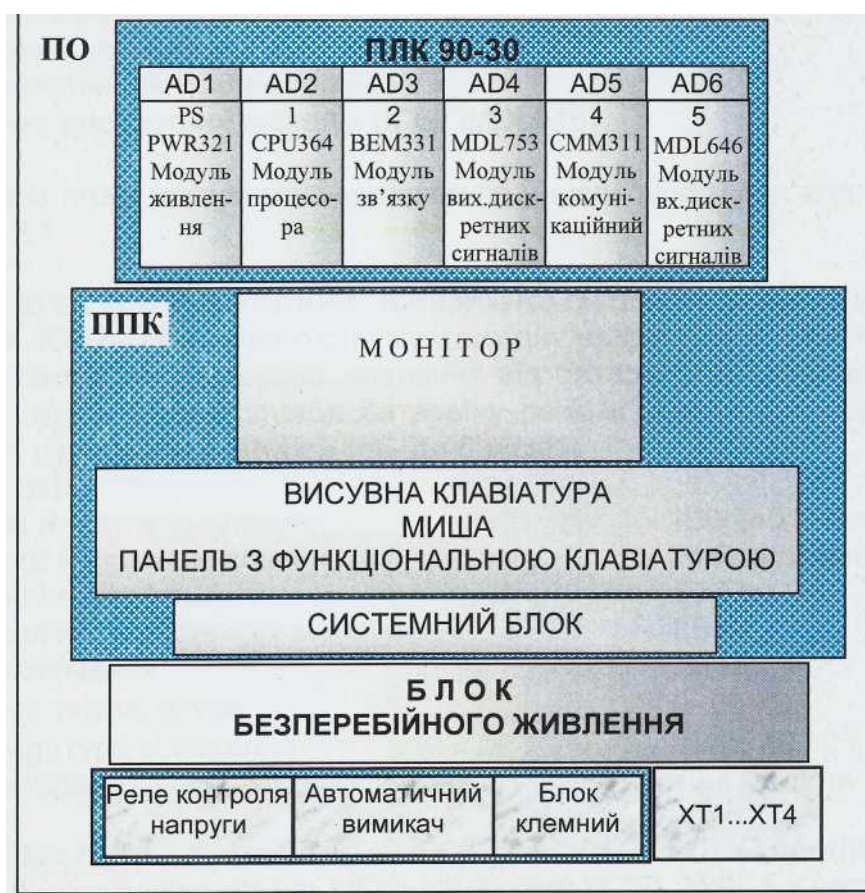 ПО
ПЛК 90-30
AD1 AD2 AD3 AD4 AD5 AD6
PS
PWR321
Модуль
живлен-
ня
1
CPU364
Модуль
процесо-
ра
2
BEM331
Модуль
зв’язку
3
MDL753
Модуль
вих.диск-
ретних
сигналів
4
CMM311
Модуль
комуні-
каційний
5
MDL646
Модуль
вх.диск-
ретних
сигналів
ППК
МОНІТОР
ВИСУВНА КЛАВІАТУРА
МИША
ПАНЕЛЬ З ФУНКЦІОНАЛЬНОЮ КЛАВІАТУРОЮ
СИСТЕМНИЙ БЛОК
БЛОК
БЕЗПЕРЕБІЙНОГО ЖИВЛЕННЯ
Реле контроля
напруги
Автоматичний
вимикач
Блок
клемний
XT1...XT4